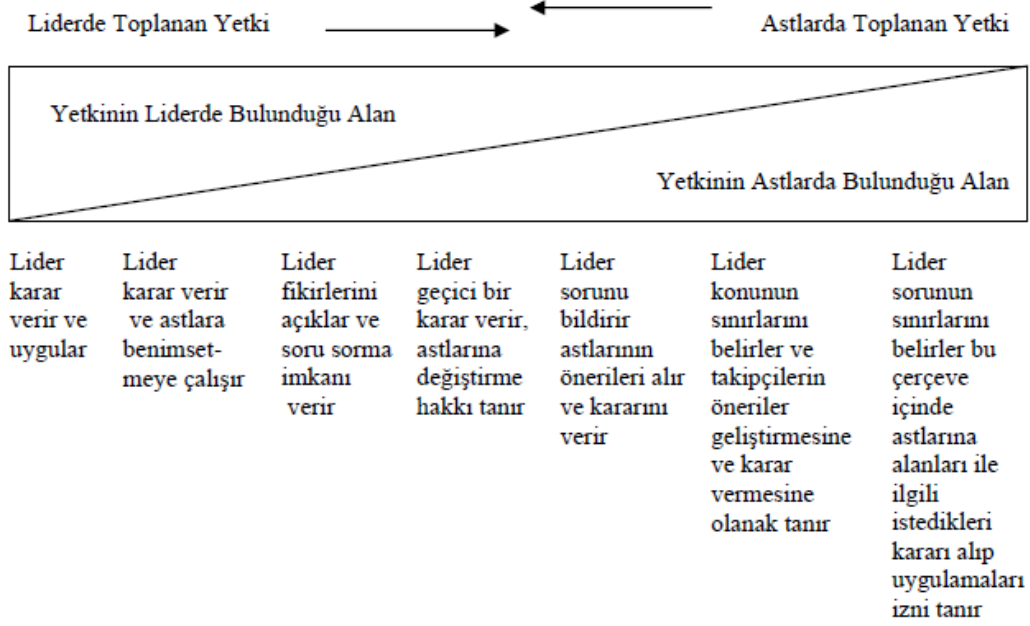 Liderde Toplanan Yetki
Astlarda Toplanan Yetki
Yetkinin Liderde Bulunduğu Alan
Yetkinin Astlarda Bulunduğu Alan
Lider
karar
verir ve
uygular
Lider
karar verir
ve astlara
benimset-
meye çalışır
Lider
fikirlerini
açıklar ve
soru sorma
imkanı
verir
Lider
geçici bir
karar verir,
astlarına
değiştirme
hakkı tanır
Lider
sorunu
bildirir
astlarının
önerileri alır
ve kararını
verir
Lider
konunun
sınırlarını
belirler ve
takipçilerin
öneriler
geliştirmesine
ve karar
vermesine
olanak tanır
Lider
sorunun
sınırlarını
belirler bu
çerçeve
içinde
astlarına
alanları ile
ilgili
istedikleri
kararı alıp
uygulamaları
izni tanır